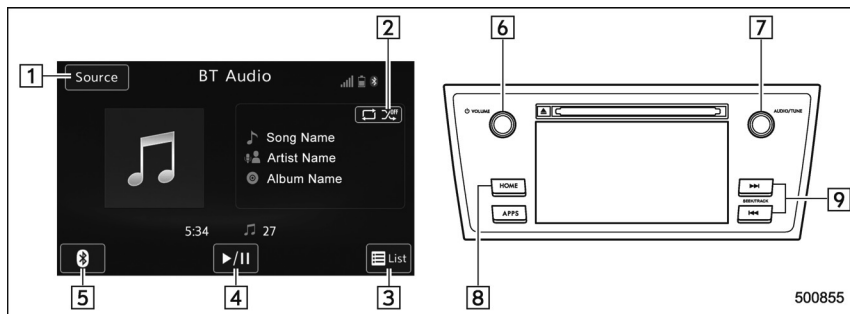 1
Source
BT Audio
2
OFF
Song Name
Artist Name
Album Name
5:34
27
List
5
4
3
6
7
VOLUME
AUDIO/TUNE
HOME
APPS
SEEK/TRACK
8
9
500855